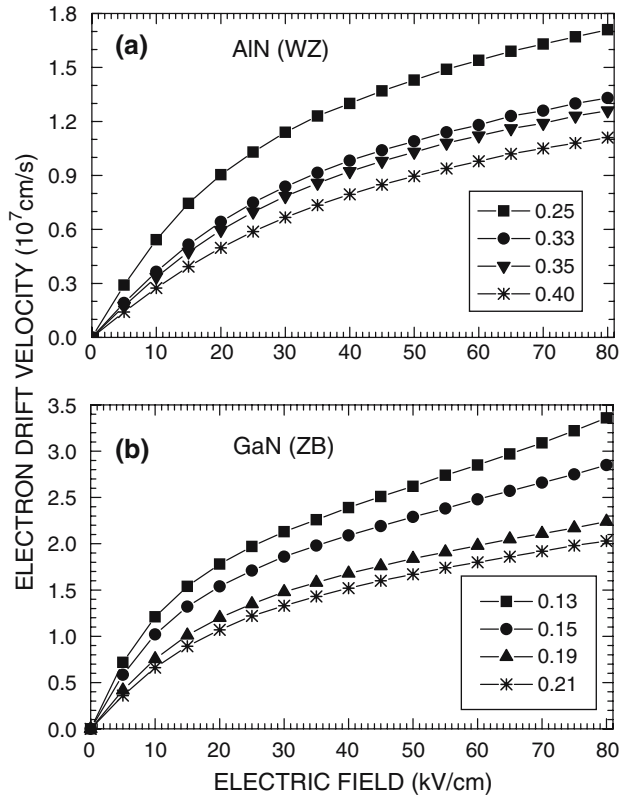 ELECTRON DRIFT VELOCITY (10⁷cm/s)
1.8
1.5
1.2
0.9
0.6
0.3
0.0
(a)
AlN (WZ)
0.25
0.33
0.35
0.40
0 10 20 30 40 50 60 70 80
3.5
3.0
2.5
2.0
1.5
1.0
0.5
0.0
(b)
GaN (ZB)
0.13
0.15
0.19
0.21
0 10 20 30 40 50 60 70 80
ELECTRIC FIELD (kV/cm)